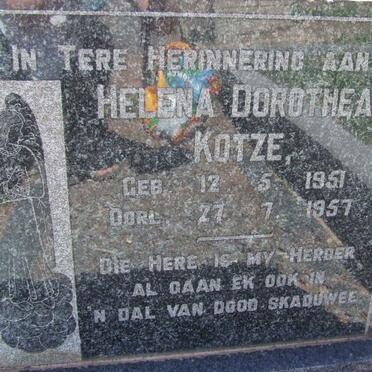 IN TERE HERINNERING AAN
HELENA DOROTHEA
KOTZE,
GEB. 12 . 5 . 1951
OORL. 27 . 7 . 1957
DIE HERE IS MY HERDER
AL GAAN EK OOK IN
'N DAL VAN DOOD SKADUWEE